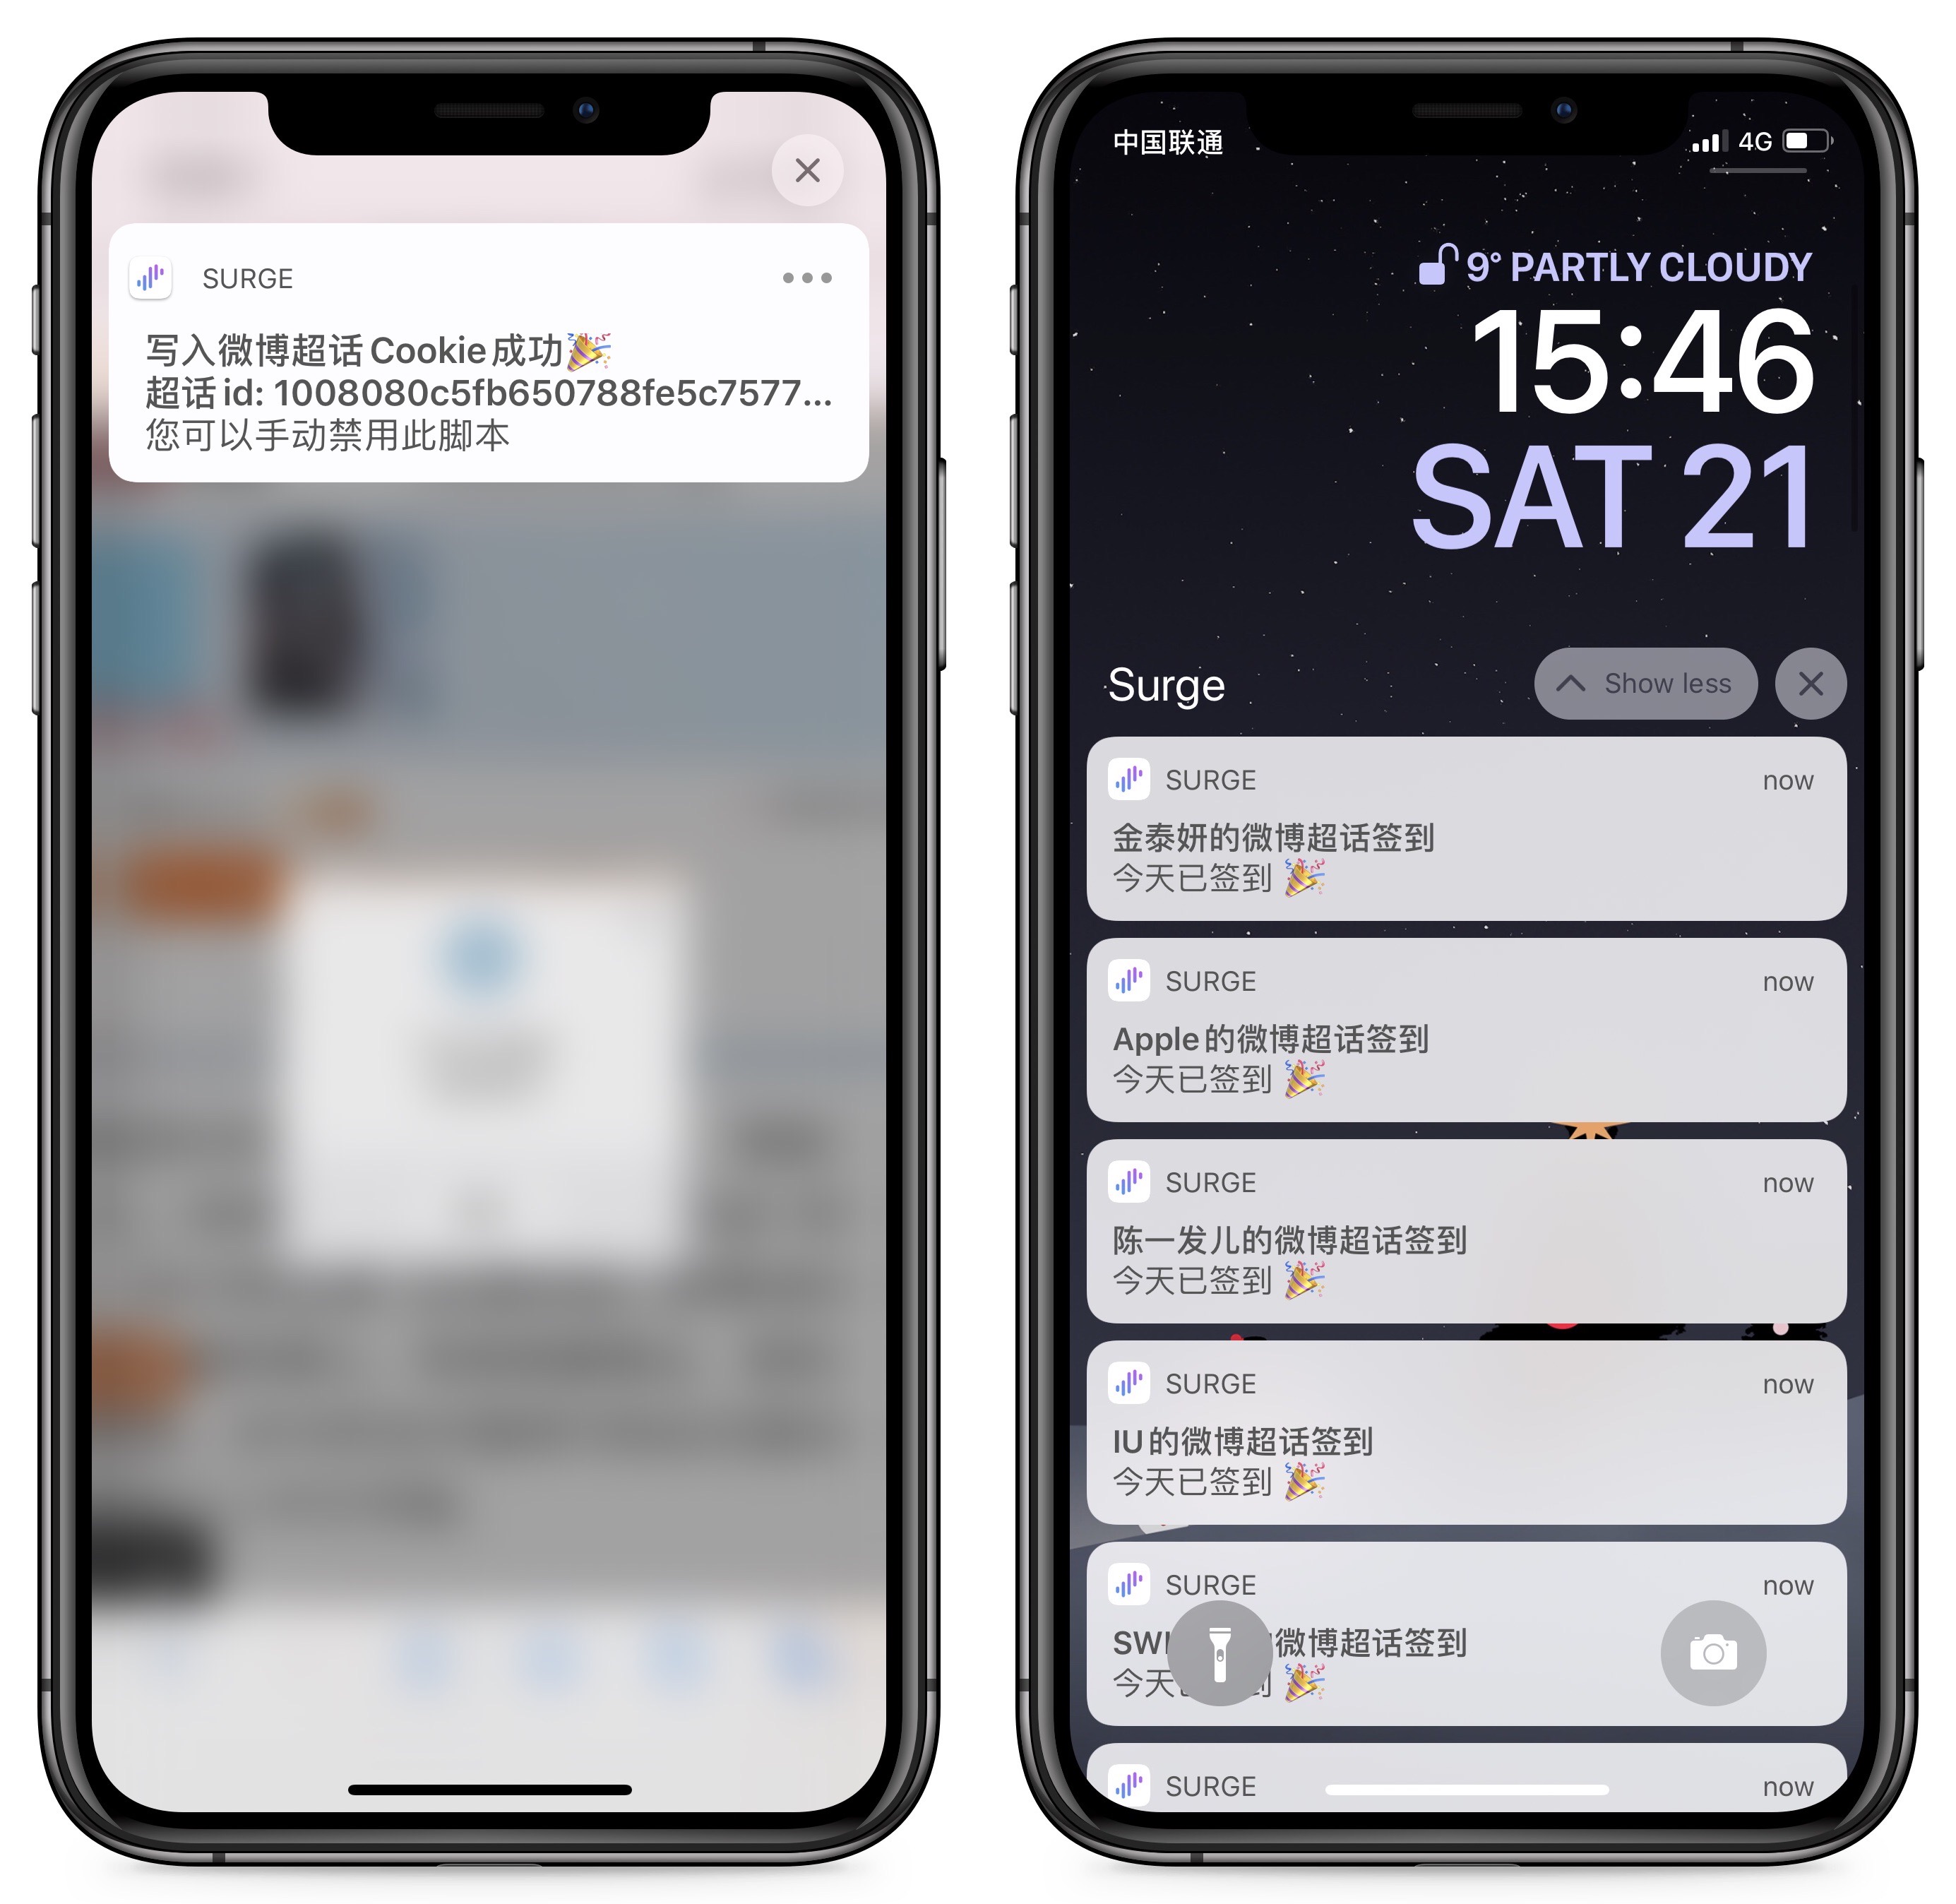 SURGE
写入微博超话Cookie成功🎉
超话id: 1008080c5fb650788fe5c7577...
您可以手动禁用此脚本
中国联通
4G
9° PARTLY CLOUDY
15:46
SAT 21
Surge
Show less
SURGE
now
金泰妍的微博超话签到
今天已签到 🎉
SURGE
now
Apple的微博超话签到
今天已签到 🎉
SURGE
now
陈一发儿的微博超话签到
今天已签到 🎉
SURGE
now
IU的微博超话签到
今天已签到 🎉
SURGE
now
微博超话签到
🎉
SURGE
now